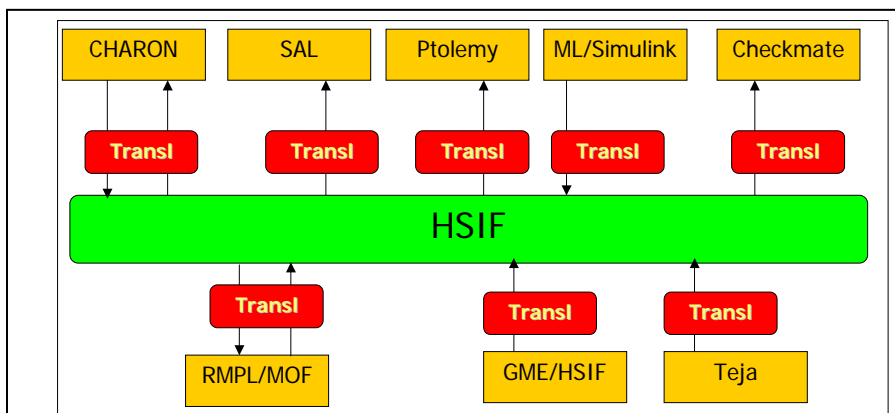 CHARON
SAL
Ptolemy
ML/Simulink
Checkmate
Transl
Transl
Transl
Transl
Transl
HSIF
Transl
Transl
Transl
RMPL/MOF
GME/HSIF
Teja